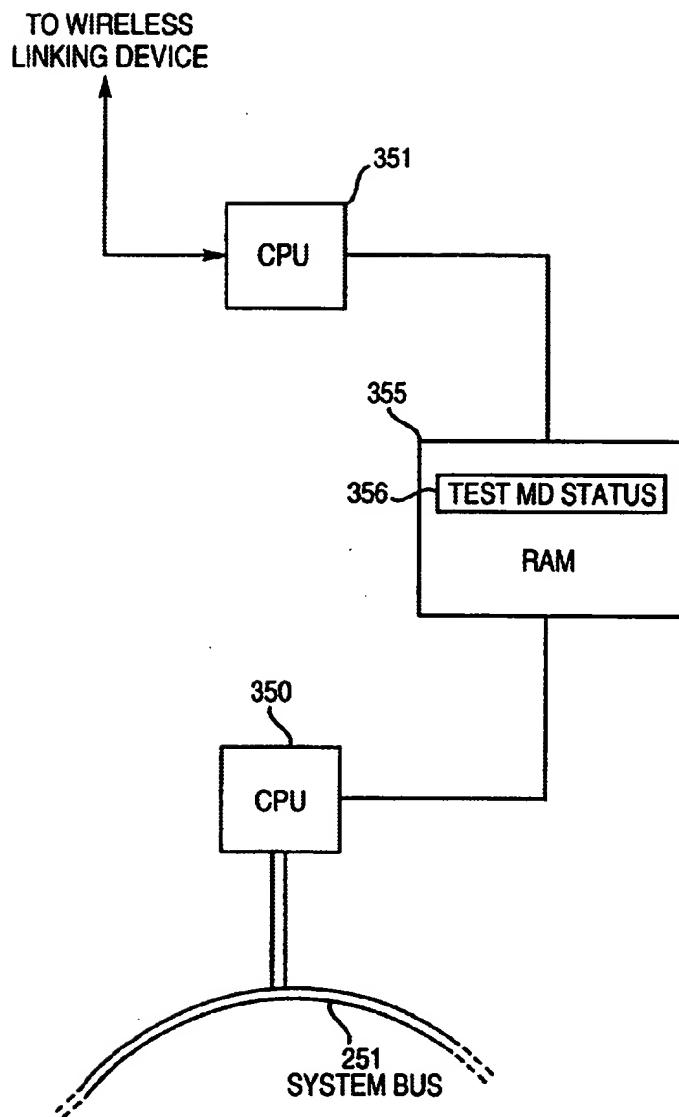 TO WIRELESS
LINKING DEVICE
351
CPU
355
356
TEST MD STATUS
RAM
350
CPU
251
SYSTEM BUS